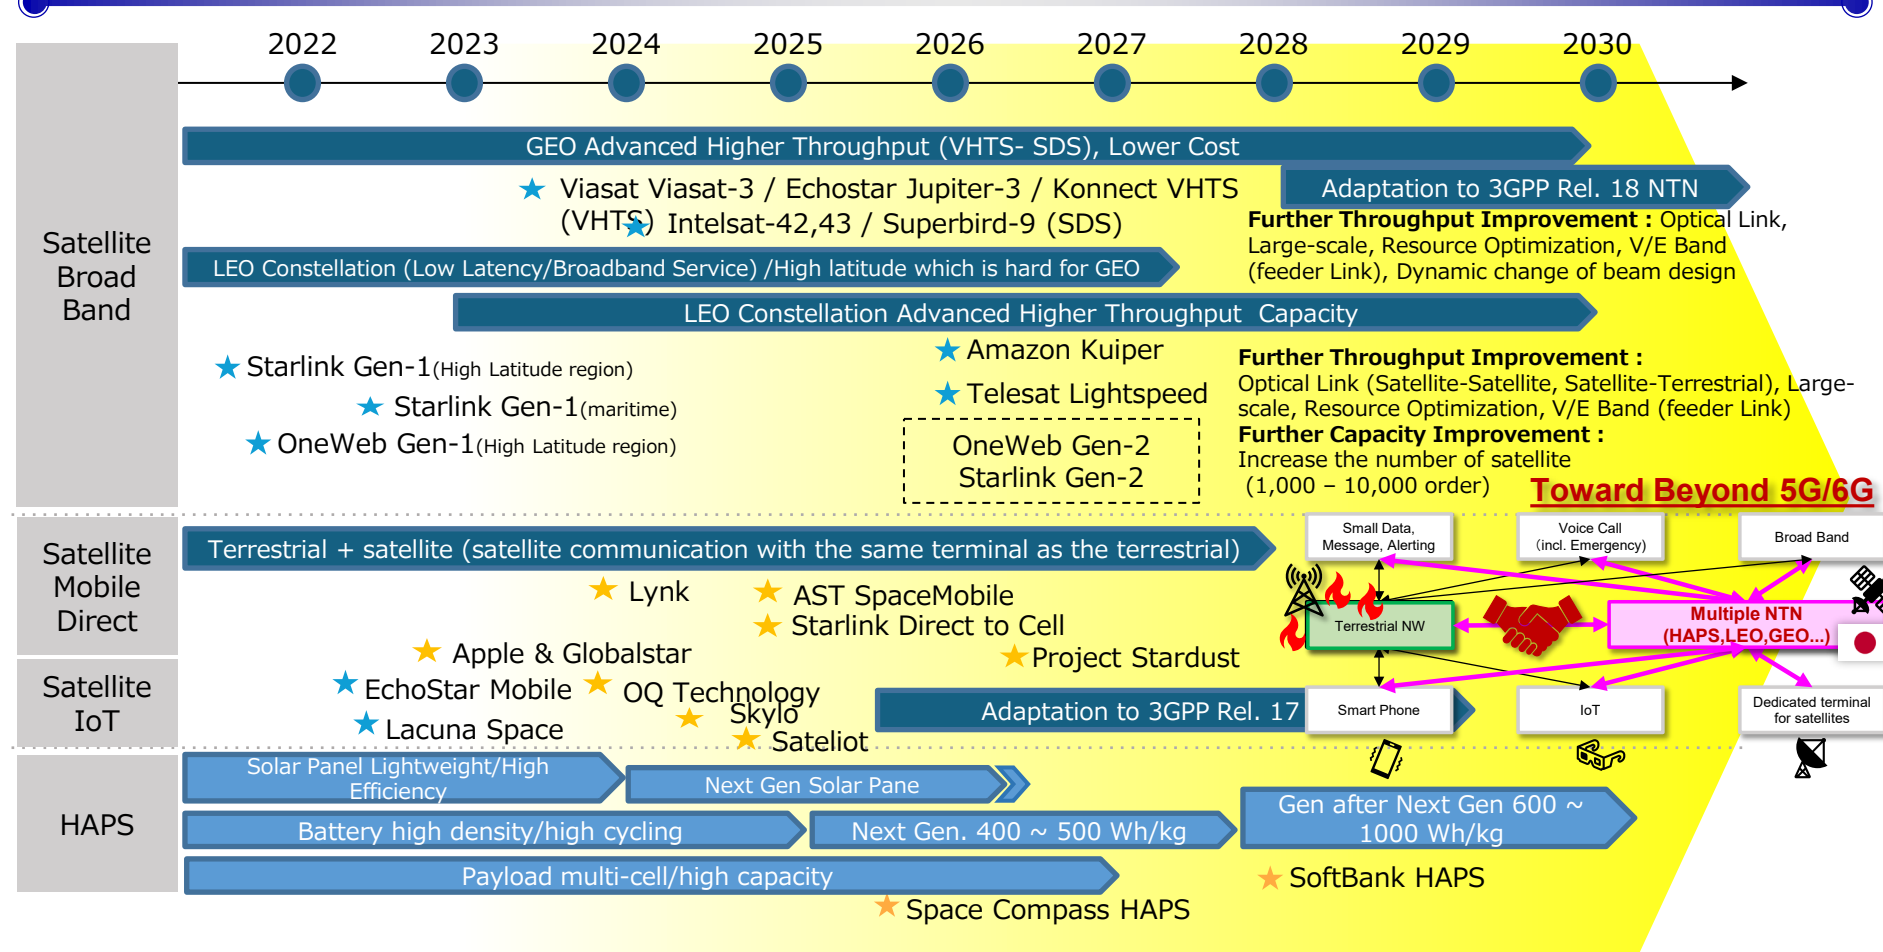 2022
2023
2024
2025
2026
2027
2028
2029
2030
Satellite
Broad
Band
GEO Advanced Higher Throughput (VHTS- SDS), Lower Cost
Adaptation to 3GPP Rel. 18 NTN
Viasat Viasat-3 / Echostar Jupiter-3 / Konnect VHTS
(VHTS)
Intelsat-42,43 / Superbird-9 (SDS)
Further Throughput Improvement : Optical Link,
Large-scale, Resource Optimization, V/E Band
(feeder Link), Dynamic change of beam design
LEO Constellation (Low Latency/Broadband Service) /High latitude which is hard for GEO
LEO Constellation Advanced Higher Throughput Capacity
Starlink Gen-1(High Latitude region)
Starlink Gen-1(maritime)
OneWeb Gen-1(High Latitude region)
Amazon Kuiper
Telesat Lightspeed
OneWeb Gen-2
Starlink Gen-2
Further Throughput Improvement :
Optical Link (Satellite-Satellite, Satellite-Terrestrial), Large-
scale, Resource Optimization, V/E Band (feeder Link)
Further Capacity Improvement :
Increase the number of satellite
(1,000 – 10,000 order)
Toward Beyond 5G/6G
Satellite
Mobile
Direct
Terrestrial + satellite (satellite communication with the same terminal as the terrestrial)
Lynk
AST SpaceMobile
Starlink Direct to Cell
Apple & Globalstar
Project Stardust
Small Data,
Message, Alerting
Voice Call
(incl. Emergency)
Broad Band
Terrestrial NW
Multiple NTN
(HAPS,LEO,GEO...)
Smart Phone
IoT
Dedicated terminal
for satellites
Satellite
IoT
EchoStar Mobile
OQ Technology
Skylo
Lacuna Space
Sateliot
Adaptation to 3GPP Rel. 17
HAPS
Solar Panel Lightweight/High
Efficiency
Next Gen Solar Pane
Battery high density/high cycling
Next Gen. 400 ~ 500 Wh/kg
Gen after Next Gen 600 ~
1000 Wh/kg
Payload multi-cell/high capacity
SoftBank HAPS
Space Compass HAPS